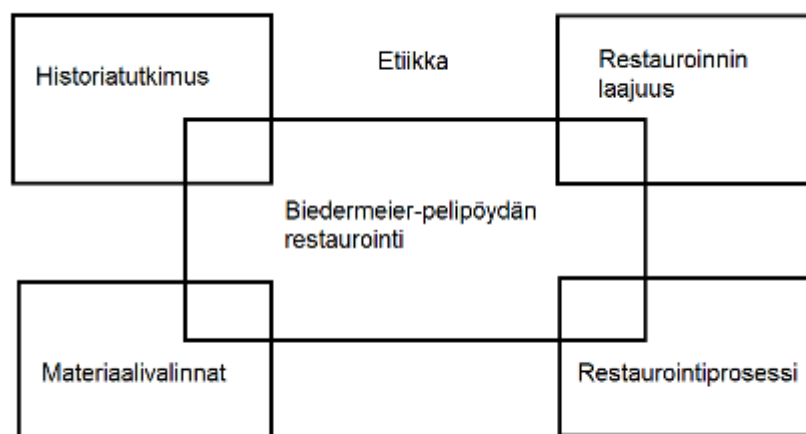 Historiatutkimus
Etiikka
Restauroinnin
laajuus
Biedermeier-pelipöydän
restaurointi
Materiaalivalinnat
Restaurointiprosessi